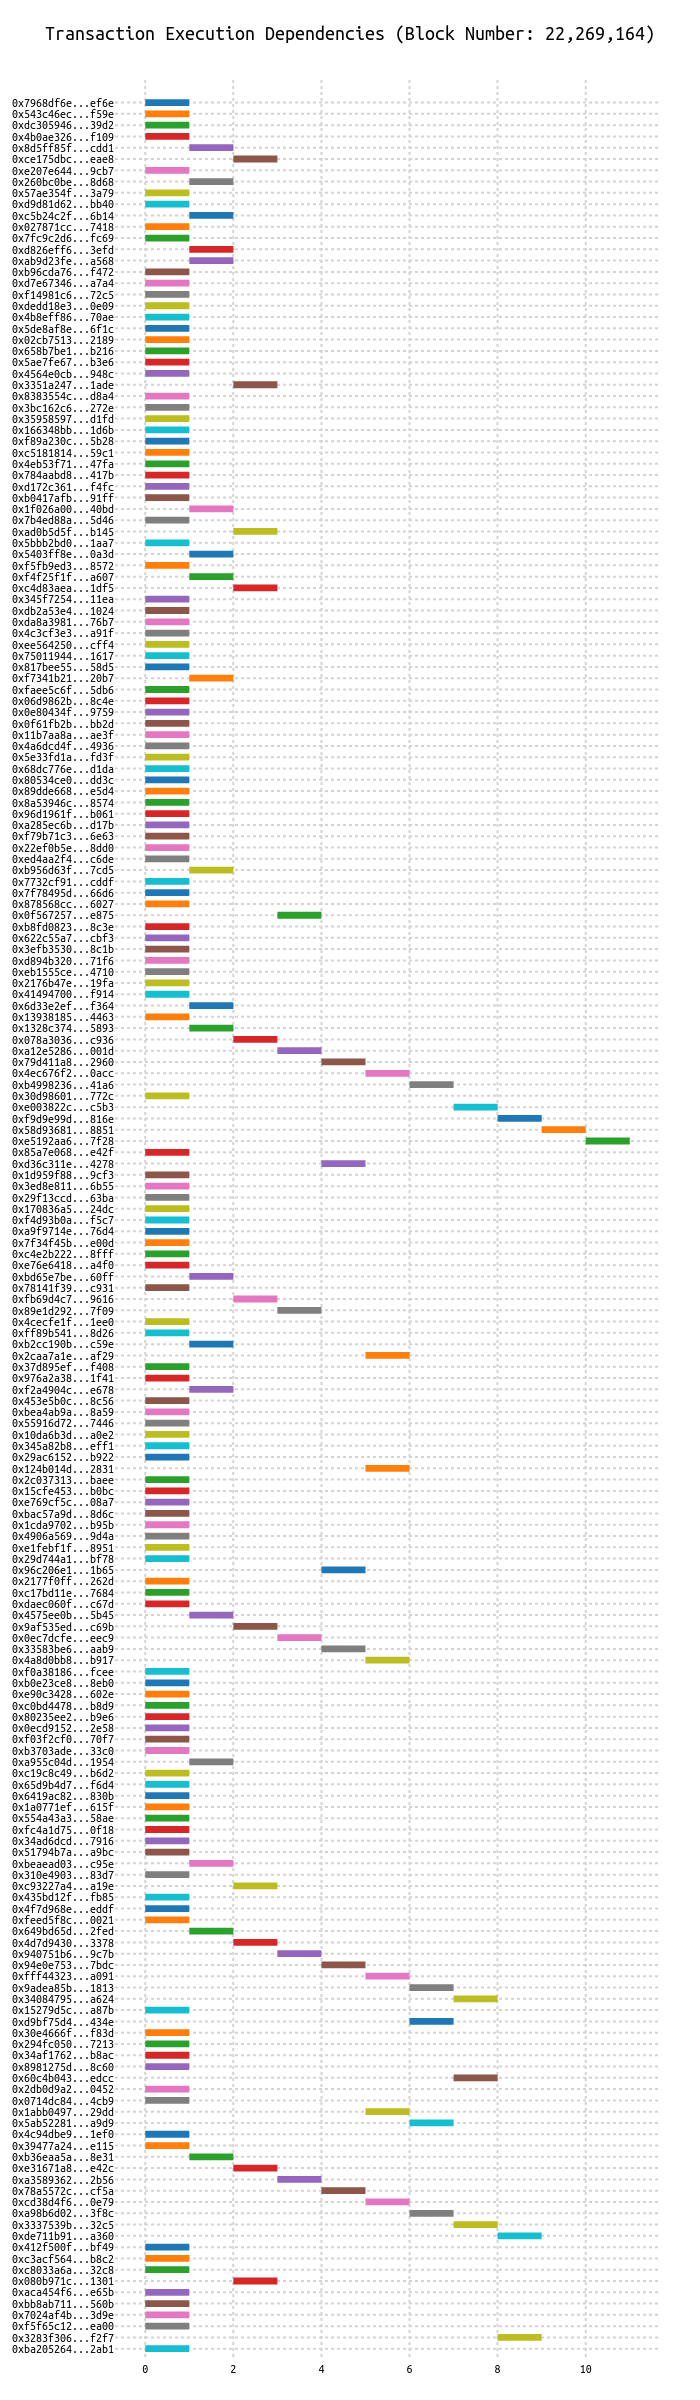 Transaction Execution Dependencies (Block Number: 22,269,164)
0x7968df6e...ef6e
0x543c46ec...f59e
0xdc305946...39d2
0x4b0ae326...f109
0x8d5ff85f...cdd1
0xce175dbc...eae8
0xe207e644...9cb7
0x260bc0be...8d68
0x57ae354f...3a79
0xd9d81d62...bb40
0xc5b24c2f...6b14
0x027871cc...7418
0x7fc9c2d6...fc69
0xd826eff6...3efd
0xab9d23fe...a568
0xb96cda76...f472
0xd7e67346...a7a4
0xf14981c6...72c5
0xdedd18e3...0e09
0x4b8eff86...70ae
0x5de8af8e...6f1c
0x02cb7513...2189
0x658b7be1...b216
0x5ae7fe67...b3e6
0x4564e0cb...948c
0x3351a247...1ade
0x8383554c...d8a4
0x3bc162c6...272e
0x35958597...d1fd
0x166348bb...1d6b
0xf89a230c...5b28
0xc5181814...59c1
0x4eb53f71...47fa
0x784aabd8...417b
0xd172c361...f4fc
0xb0417afb...91ff
0x1f026a00...40bd
0x7b4ed88a...5d46
0xad0b5d5f...b145
0x5bbb2bd0...1aa7
0x5403ff8e...0a3d
0xf5fb9ed3...8572
0xf4f25f1f...a607
0xc4d83aea...1df5
0x345f7254...11ea
0xdb2a53e4...1024
0xda8a3981...76b7
0x4c3cf3e3...a91f
0xee564250...cff4
0x75011944...1617
0x817bee55...58d5
0xf7341b21...20b7
0xfaee5c6f...5db6
0x06d9862b...8c4e
0x0e80434f...9759
0x0f61fb2b...bb2d
0x11b7aa8a...ae3f
0x4a6dcd4f...4936
0x5e33fd1a...fd3f
0x68dc776e...d1da
0x80534ce0...dd3c
0x89dde668...e5d4
0x8a53946c...8574
0x96d1961f...b061
0xa285ec6b...d17b
0xf79b71c3...6e63
0x22ef0b5e...8dd0
0xed4aa2f4...c6de
0xb956d63f...7cd5
0x7732cf91...cddf
0x7f78495d...66d6
0x878568cc...6027
0x0f567257...e875
0xb8fd0823...8c3e
0x622c55a7...cbf3
0x3efb3530...8c1b
0xd894b320...71f6
0xeb1555ce...4710
0x2176b47e...19fa
0x41494700...f914
0x6d33e2ef...f364
0x13938185...4463
0x1328c374...5893
0x078a3036...c936
0xa12e5286...001d
0x79d411a8...2960
0x4ec676f2...0acc
0xb4998236...41a6
0x30d98601...772c
0xe003822c...c5b3
0xf9d9e99d...816e
0x58d93681...8851
0xe5192aa6...7f28
0x85a7e068...e42f
0xd36c311e...4278
0x1d959f88...9cf3
0x3ed8e811...6b55
0x29f13ccd...63ba
0x170836a5...24dc
0xf4d93b0a...f5c7
0xa9f9714e...76d4
0x7f34f45b...e00d
0xc4e2b222...8fff
0xe76e6418...a4f0
0xbd65e7be...60ff
0x78141f39...c931
0xfb69d4c7...9616
0x89e1d292...7f09
0x4cecfe1f...1ee0
0xff89b541...8d26
0xb2cc190b...c59e
0x2caa7a1e...af29
0x37d895ef...f408
0x976a2a38...1f41
0xf2a4904c...e678
0x453e5b0c...8c56
0xbea4ab9a...8a59
0x55916d72...7446
0x10da6b3d...a0e2
0x345a82b8...eff1
0x29ac6152...b922
0x124b014d...2831
0x2c037313...baee
0x15cfe453...b0bc
0xe769cf5c...08a7
0xbac57a9d...8d6c
0x1cda9702...b95b
0x4906a569...9d4a
0xe1febf1f...8951
0x29d744a1...bf78
0x96c206e1...1b65
0x2177f0ff...262d
0xc17bd11e...7684
0xdaec060f...c67d
0x4575ee0b...5b45
0x9af535ed...c69b
0x0ec7dcfe...eec9
0x33583be6...aab9
0x4a8d0bb8...b917
0xf0a38186...fcee
0xb0e23ce8...8eb0
0xe90c3428...602e
0xc0bd4478...b8d9
0x80235ee2...b9e6
0x0ecd9152...2e58
0xf03f2cf0...70f7
0xb3703ade...33c0
0xa955c04d...1954
0xc19c8c49...b6d2
0x65d9b4d7...f6d4
0x6419ac82...830b
0x1a0771ef...615f
0x554a43a3...58ae
0xfc4a1d75...0f18
0x34ad6dcd...7916
0x51794b7a...a9bc
0xbeaead03...c95e
0x310e4903...83d7
0xc93227a4...a19e
0x435bd12f...fb85
0x4f7d968e...eddf
0xfeed5f8c...0021
0x649bd65d...2fed
0x4d7d9430...3378
0x940751b6...9c7b
0x94e0e753...7bdc
0xfff44323...a091
0x9adea85b...1813
0x34084795...a624
0x15279d5c...a87b
0xd9bf75d4...434e
0x30e4666f...f83d
0x294fc050...7213
0x34af1762...b8ac
0x8981275d...8c60
0x60c4b043...edcc
0x2db0d9a2...0452
0x0714dc84...4cb9
0x1abb0497...29dd
0x5ab52281...a9d9
0x4c94dbe9...1ef0
0x39477a24...e115
0xb36eaa5a...8e31
0xe31671a8...e42c
0xa3589362...2b56
0x78a5572c...cf5a
0xcd38d4f6...0e79
0xa98b6d02...3f8c
0x3337539b...32c5
0xde711b91...a360
0x412f500f...bf49
0xc3acf564...b8c2
0xc8033a6a...32c8
0x080b971c...1301
0xaca454f6...e65b
0xbb8ab711...560b
0x7024af4b...3d9e
0xf5f65c12...ea00
0x3283f306...f2f7
0xba205264...2ab1
0 2 4 6 8 10